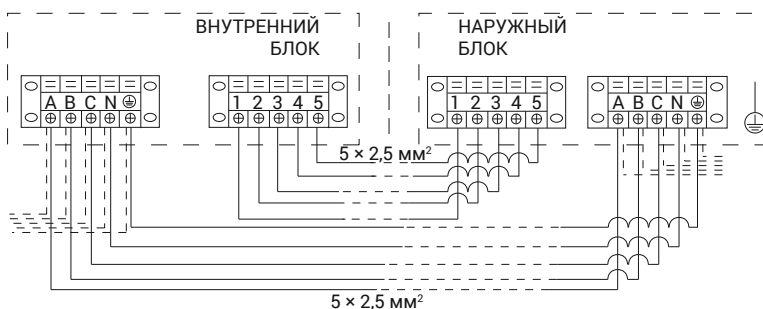 ВНУТРЕННИЙ
БЛОК
НАРУЖНЫЙ
БЛОК
A B C N
1 2 3 4 5
1 2 3 4 5
A B C N
5 × 2,5 мм²
5 × 2,5 мм²